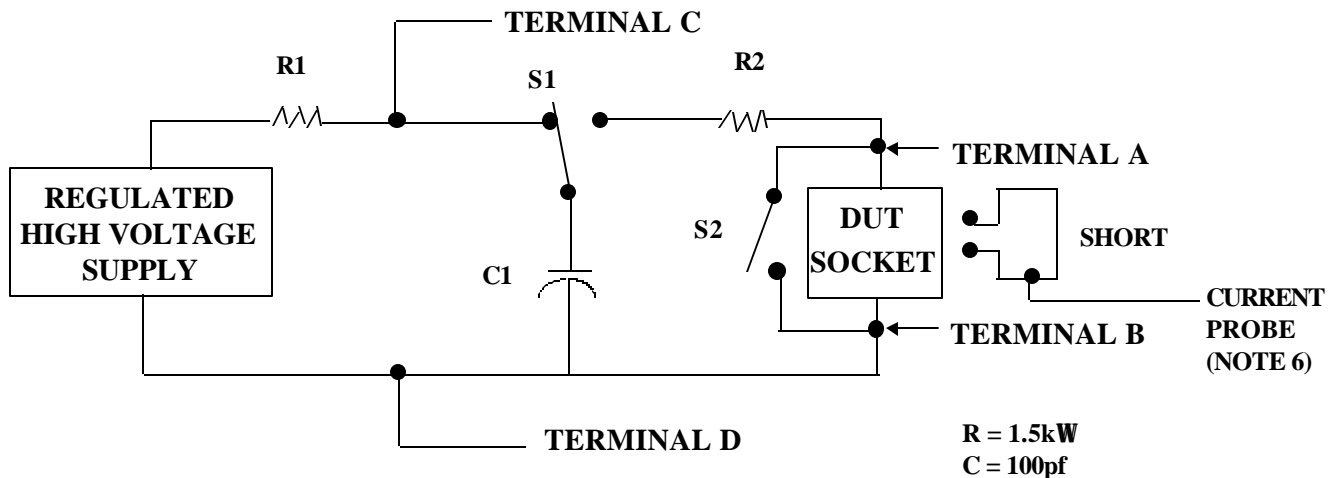 TERMINAL C
R1
S1
R2
REGULATED
HIGH VOLTAGE
SUPPLY
TERMINAL A
DUT
SOCKET
S2
SHORT
C1
CURRENT
PROBE
(NOTE 6)
TERMINAL B
TERMINAL D
R = 1.5kW
C = 100pf